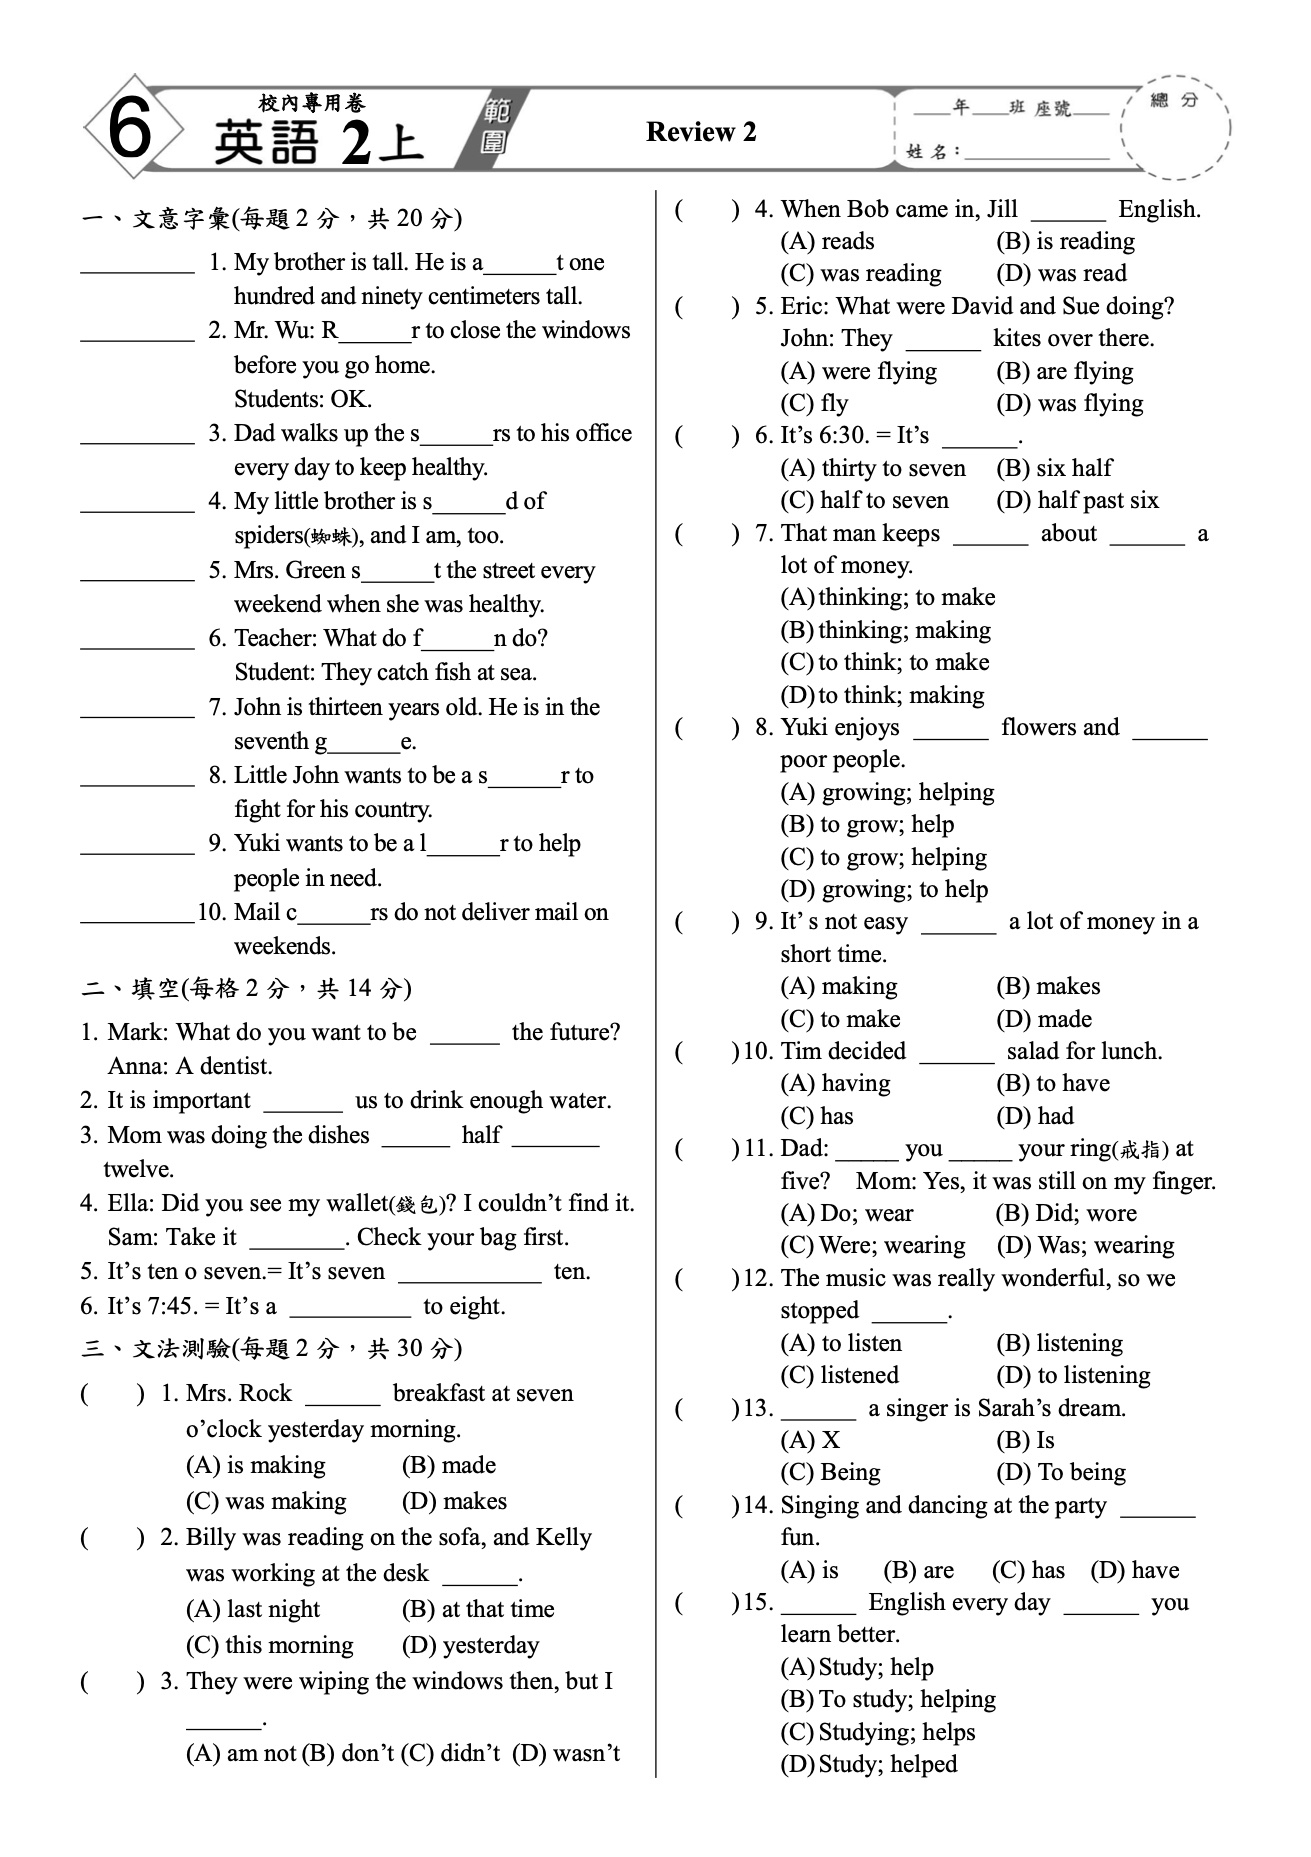 6
校內專用卷
英語 2上
範圍
Review 2
____年____班 座號____
姓名：________________
總分
一、文意字彙(每題 2 分，共 20 分)
_________ 1. My brother is tall. He is a______t one
hundred and ninety centimeters tall.
_________ 2. Mr. Wu: R______r to close the windows
before you go home.
Students: OK.
_________ 3. Dad walks up the s______rs to his office
every day to keep healthy.
_________ 4. My little brother is s______d of
spiders(蜘蛛), and I am, too.
_________ 5. Mrs. Green s______t the street every
weekend when she was healthy.
_________ 6. Teacher: What do f______n do?
Student: They catch fish at sea.
_________ 7. John is thirteen years old. He is in the
seventh g______e.
_________ 8. Little John wants to be a s______r to
fight for his country.
_________ 9. Yuki wants to be a l______r to help
people in need.
_________10. Mail c______rs do not deliver mail on
weekends.
二、填空(每格 2 分，共 14 分)
1. Mark: What do you want to be ______ the future?
Anna: A dentist.
2. It is important ______ us to drink enough water.
3. Mom was doing the dishes ______ half _______
twelve.
4. Ella: Did you see my wallet(錢包)? I couldn’t find it.
Sam: Take it ________. Check your bag first.
5. It’s ten o seven.= It’s seven ____________ ten.
6. It’s 7:45. = It’s a __________ to eight.
三、文法測驗(每題 2 分，共 30 分)
( ) 1. Mrs. Rock ______ breakfast at seven
o’clock yesterday morning.
(A) is making (B) made
(C) was making (D) makes
( ) 2. Billy was reading on the sofa, and Kelly
was working at the desk ______.
(A) last night (B) at that time
(C) this morning (D) yesterday
( ) 3. They were wiping the windows then, but I
______.
(A) am not (B) don’t (C) didn’t (D) wasn’t
( ) 4. When Bob came in, Jill ______ English.
(A) reads (B) is reading
(C) was reading (D) was read
( ) 5. Eric: What were David and Sue doing?
John: They ______ kites over there.
(A) were flying (B) are flying
(C) fly (D) was flying
( ) 6. It’s 6:30. = It’s ______.
(A) thirty to seven (B) six half
(C) half to seven (D) half past six
( ) 7. That man keeps ______ about ______ a
lot of money.
(A) thinking; to make
(B) thinking; making
(C) to think; to make
(D) to think; making
( ) 8. Yuki enjoys ______ flowers and ______
poor people.
(A) growing; helping
(B) to grow; help
(C) to grow; helping
(D) growing; to help
( ) 9. It’ s not easy ______ a lot of money in a
short time.
(A) making (B) makes
(C) to make (D) made
( )10. Tim decided ______ salad for lunch.
(A) having (B) to have
(C) has (D) had
( )11. Dad: _____ you _____ your ring(戒指) at
five? Mom: Yes, it was still on my finger.
(A) Do; wear (B) Did; wore
(C) Were; wearing (D) Was; wearing
( )12. The music was really wonderful, so we
stopped ______.
(A) to listen (B) listening
(C) listened (D) to listening
( )13. ______ a singer is Sarah’s dream.
(A) X (B) Is
(C) Being (D) To being
( )14. Singing and dancing at the party ______
fun.
(A) is (B) are (C) has (D) have
( )15. ______ English every day ______ you
learn better.
(A) Study; help
(B) To study; helping
(C) Studying; helps
(D) Study; helped